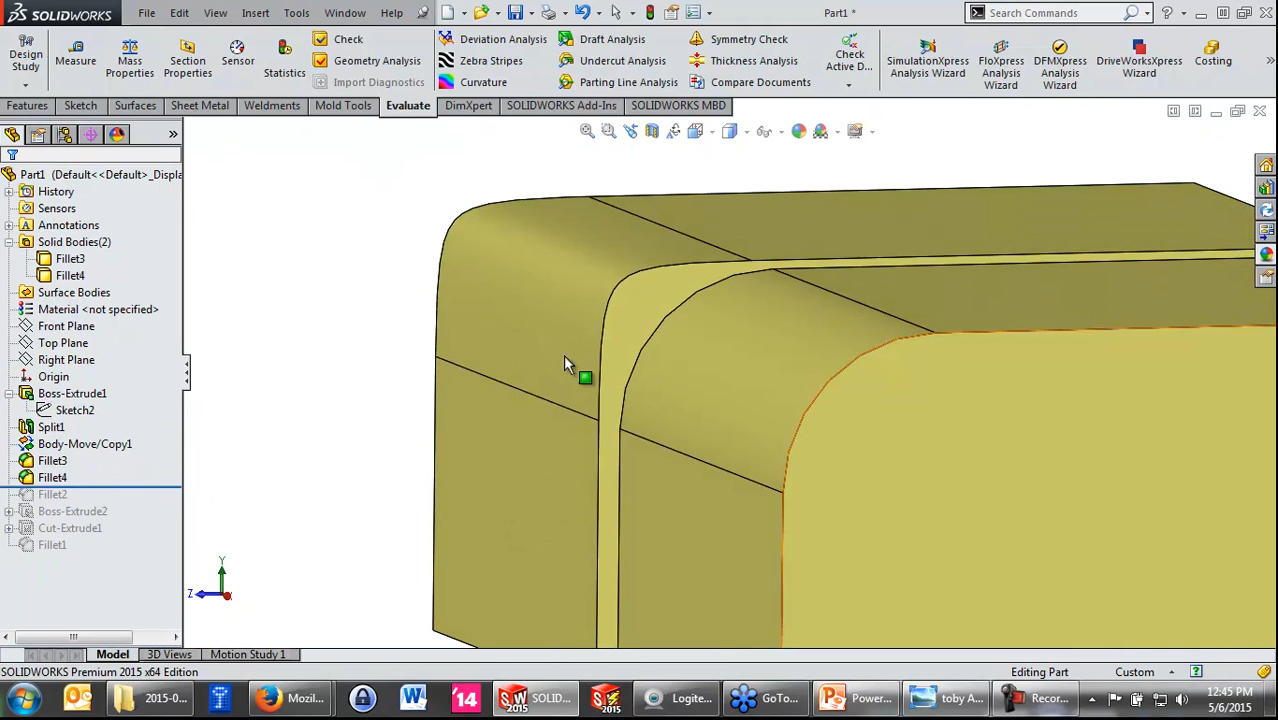 SOLIDWORKS File Edit View Insert Tools Window Help Part1 * Search Commands
Design Study
Measure
Mass Properties
Section Properties
Sensor
Statistics
Check
Geometry Analysis
Import Diagnostics
Deviation Analysis
Zebra Stripes
Curvature
Draft Analysis
Undercut Analysis
Parting Line Analysis
Symmetry Check
Thickness Analysis
Compare Documents
Check Active D...
SimulationXpress Analysis Wizard
FloXpress Analysis Wizard
DFMXpress Analysis Wizard
DriveWorksXpress Wizard
Costing
Features Sketch Surfaces Sheet Metal Weldments Mold Tools Evaluate DimXpert SOLIDWORKS Add-Ins SOLIDWORKS MBD
Part1 (Default<<Default>_Displa
History
Sensors
Annotations
Solid Bodies(2)
Fillet3
Fillet4
Surface Bodies
Material <not specified>
Front Plane
Top Plane
Right Plane
Origin
Boss-Extrude1
Sketch2
Split1
Body-Move/Copy1
Fillet3
Fillet4
Fillet2
Boss-Extrude2
Cut-Extrude1
Fillet1
Y
Z
X
Model 3D Views Motion Study 1
SOLIDWORKS Premium 2015 x64 Edition Editing Part Custom
2015-0... Mozil... '14 SOLID... Logite... GoTo... Power... toby A... Recor... 12:45 PM
5/6/2015